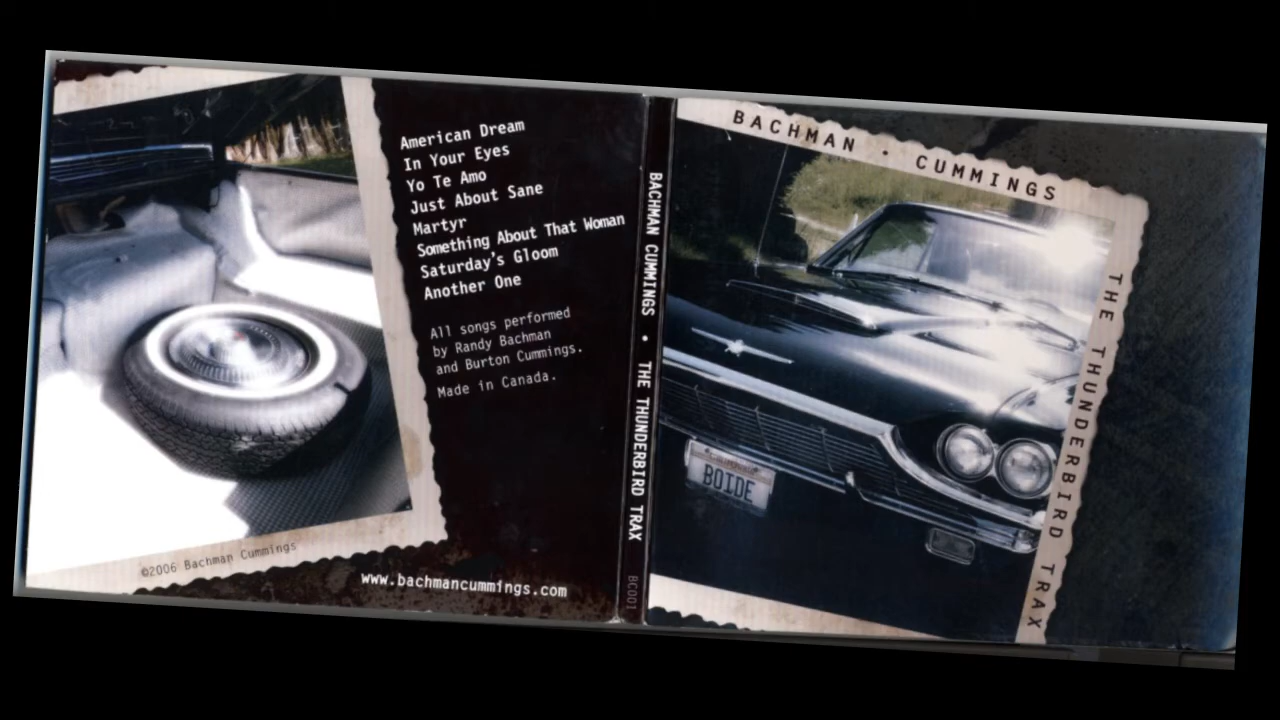 American Dream
In Your Eyes
Yo Te Amo
Just About Sane
Martyr
Something About That Woman
Saturday's Gloom
Another One
All songs performed
by Randy Bachman
and Burton Cummings.
Made in Canada.
©2006 Bachman Cummings
www.bachmancummings.com
BACHMAN CUMMINGS • THE THUNDERBIRD TRAX
BC001
BACHMAN • CUMMINGS
THE THUNDERBIRD TRAX
BOIDE